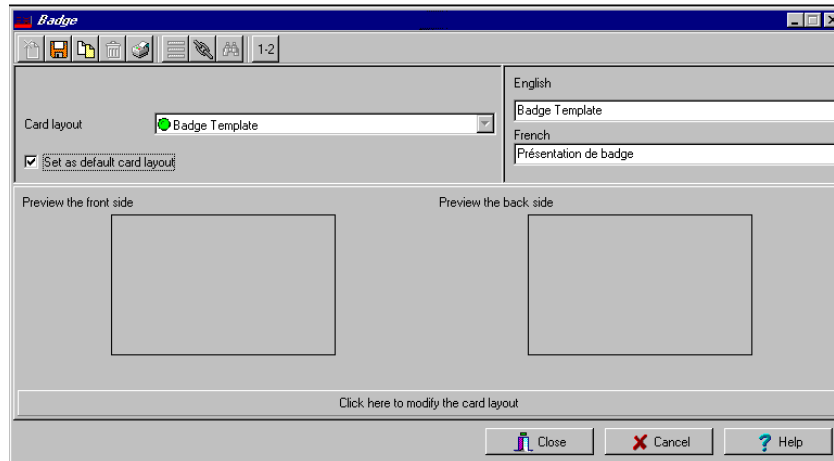 Badge
1-2
English
Badge Template
Card layout
Badge Template
French
Présentation de badge
Set as default card layout
Preview the front side
Preview the back side
Click here to modify the card layout
Close
Cancel
? Help